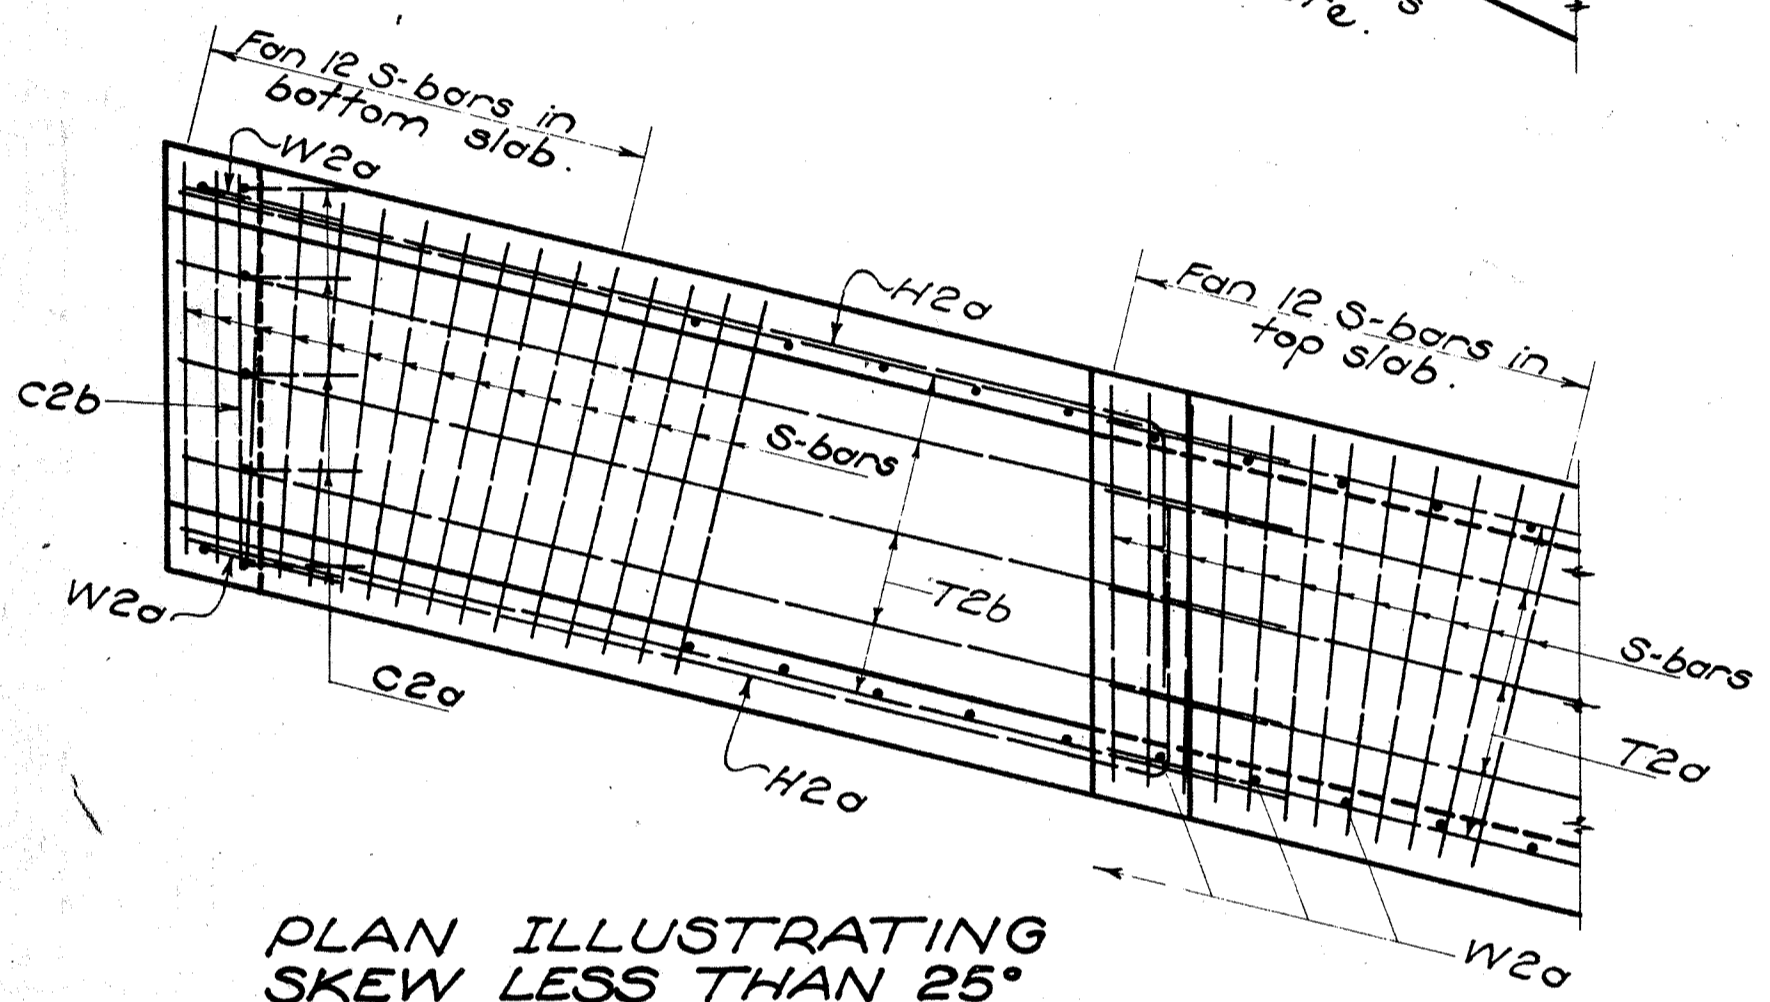 Fan 12 S-bars in
bottom slab.
W2a
H2a
Fan 12 S-bars in
top slab.
C2b
S-bars
T2b
W2a
C2a
H2a
S-bars
T2a
W2a
PLAN ILLUSTRATING
SKEW LESS THAN 25°